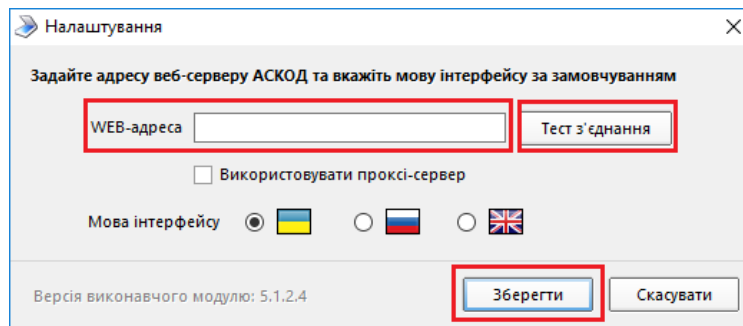 Налаштування
Задайте адресу веб-серверу АСКОД та вкажіть мову інтерфейсу за замовчуванням
WEB-адреса
Тест з'єднання
Використовувати проксі-сервер
Мова інтерфейсу
Версія виконавчого модулю: 5.1.2.4
Зберегти
Скасувати